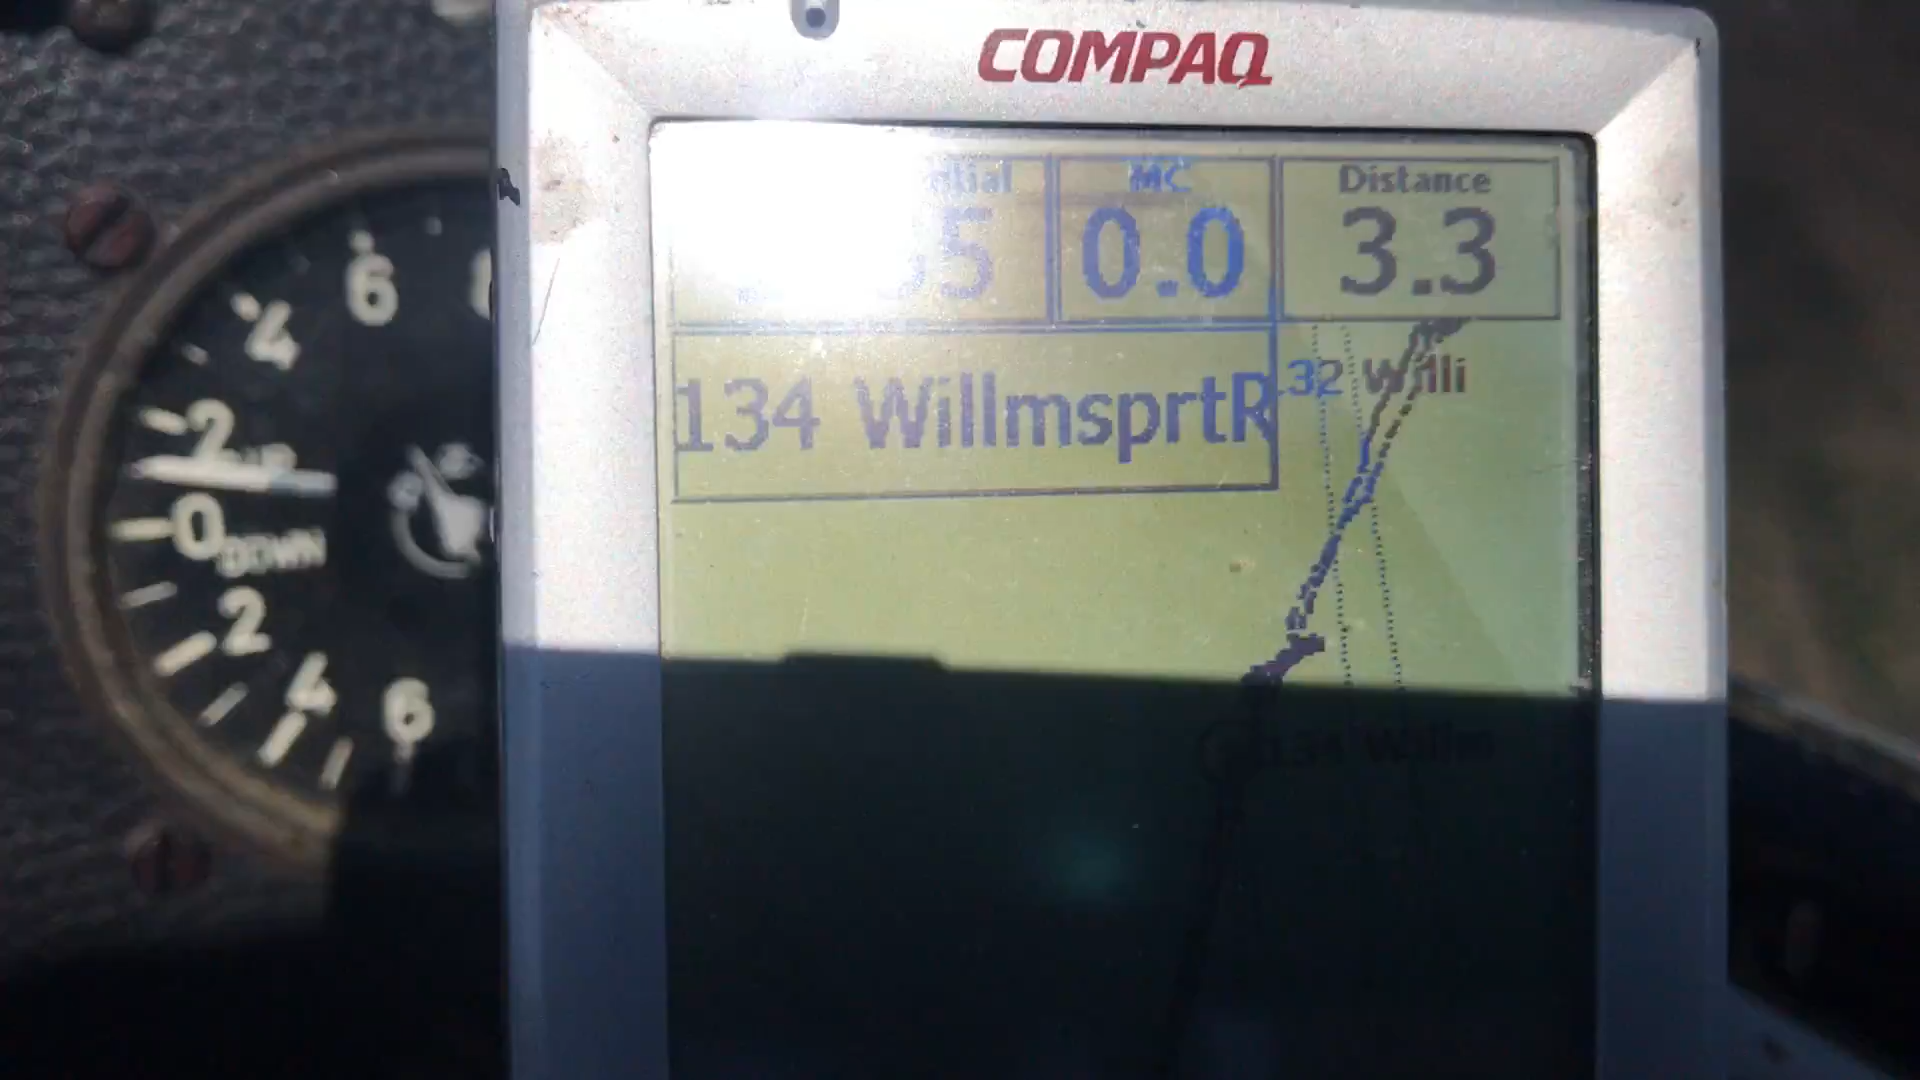 COMPAQ
MC
Distance
0.0
3.3
134 WillmsprtR
32 Willi
6
4
2
UP
0
DOWN
2
4
6